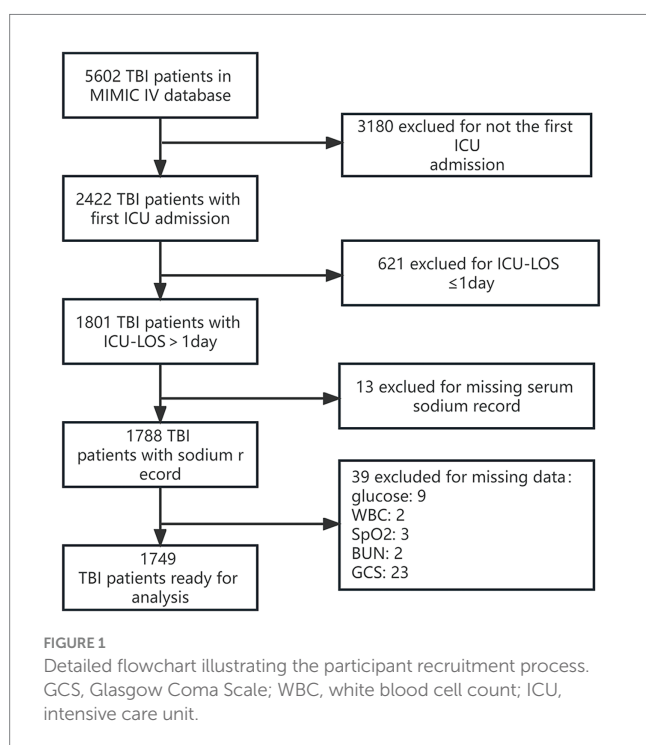 5602 TBI patients in
MIMIC IV database
3180 exclued for not the first
ICU
admission
2422 TBI patients with
first ICU admission
621 exclued for ICU-LOS
≤1day
1801 TBI patients with
ICU-LOS > 1day
13 exclued for missing serum
sodium record
1788 TBI
patients with sodium r
ecord
39 excluded for missing data:
glucose: 9
WBC: 2
SpO2: 3
BUN: 2
GCS: 23
1749
TBI patients ready for
analysis
FIGURE 1
Detailed flowchart illustrating the participant recruitment process.
GCS, Glasgow Coma Scale; WBC, white blood cell count; ICU,
intensive care unit.